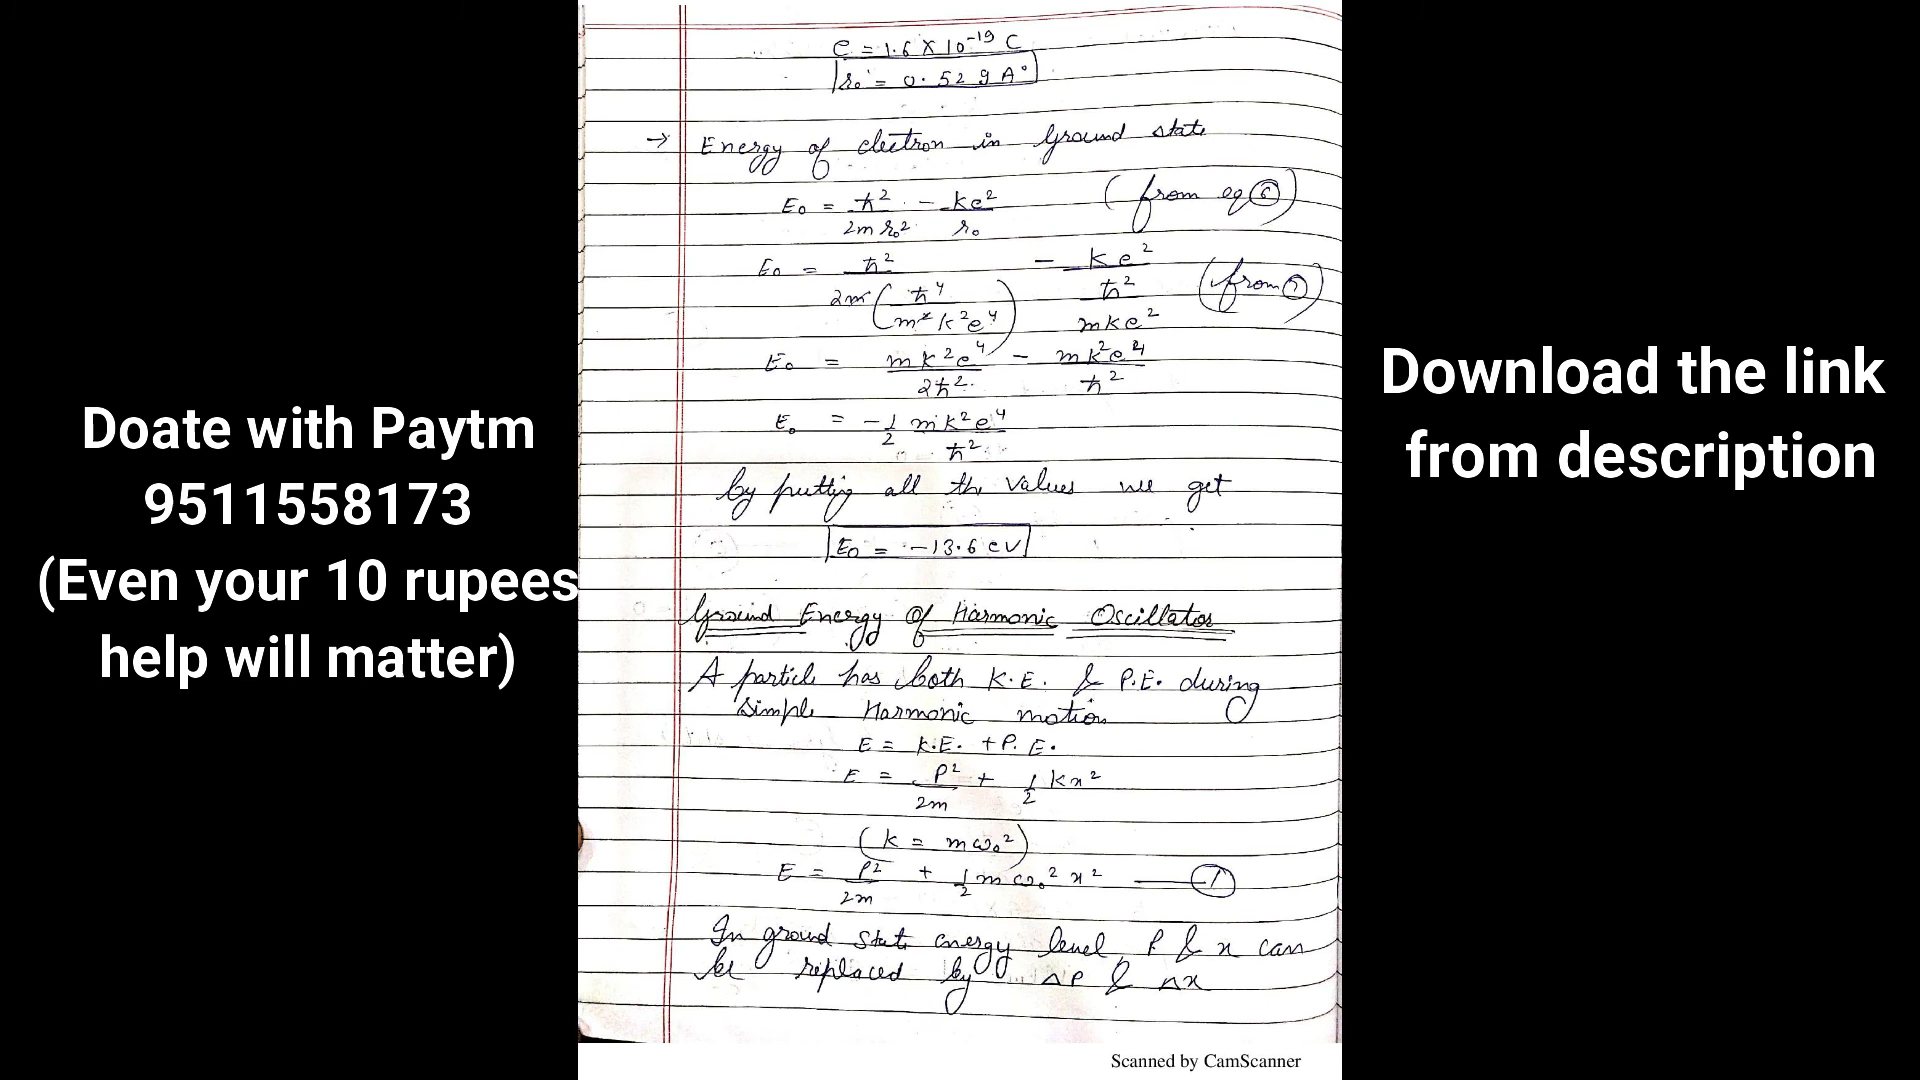 Doate with Paytm
9511558173
(Even your 10 rupees
help will matter)
e = 1.6 X 10⁻¹⁹ C
r₀ = 0.529 A°
→ Energy of electron in Ground state
E₀ = ħ²/2m r₀² - ke²/r₀ (from eq ⑥)
E₀ = ħ²/2m(ħ⁴/m²k²e⁴) - ke²/(ħ²/mke²) (from ⑦)
E₀ = mk²e⁴/2ħ² - mk²e⁴/ħ²
E₀ = -1/2 mk²e⁴/ħ²
by putting all the values we get
E₀ = -13.6 eV
Ground Energy Of Harmonic Oscillator
A particle has both K.E. & P.E. during
simple Harmonic motion
E = K.E. + P.E.
E = P²/2m + 1/2 kx²
(k = mω₀²)
E = P²/2m + 1/2 mω₀² x² — ①
In ground state energy level P & x can
be replaced by ΔP & Δx
Scanned by CamScanner
Download the link
from description